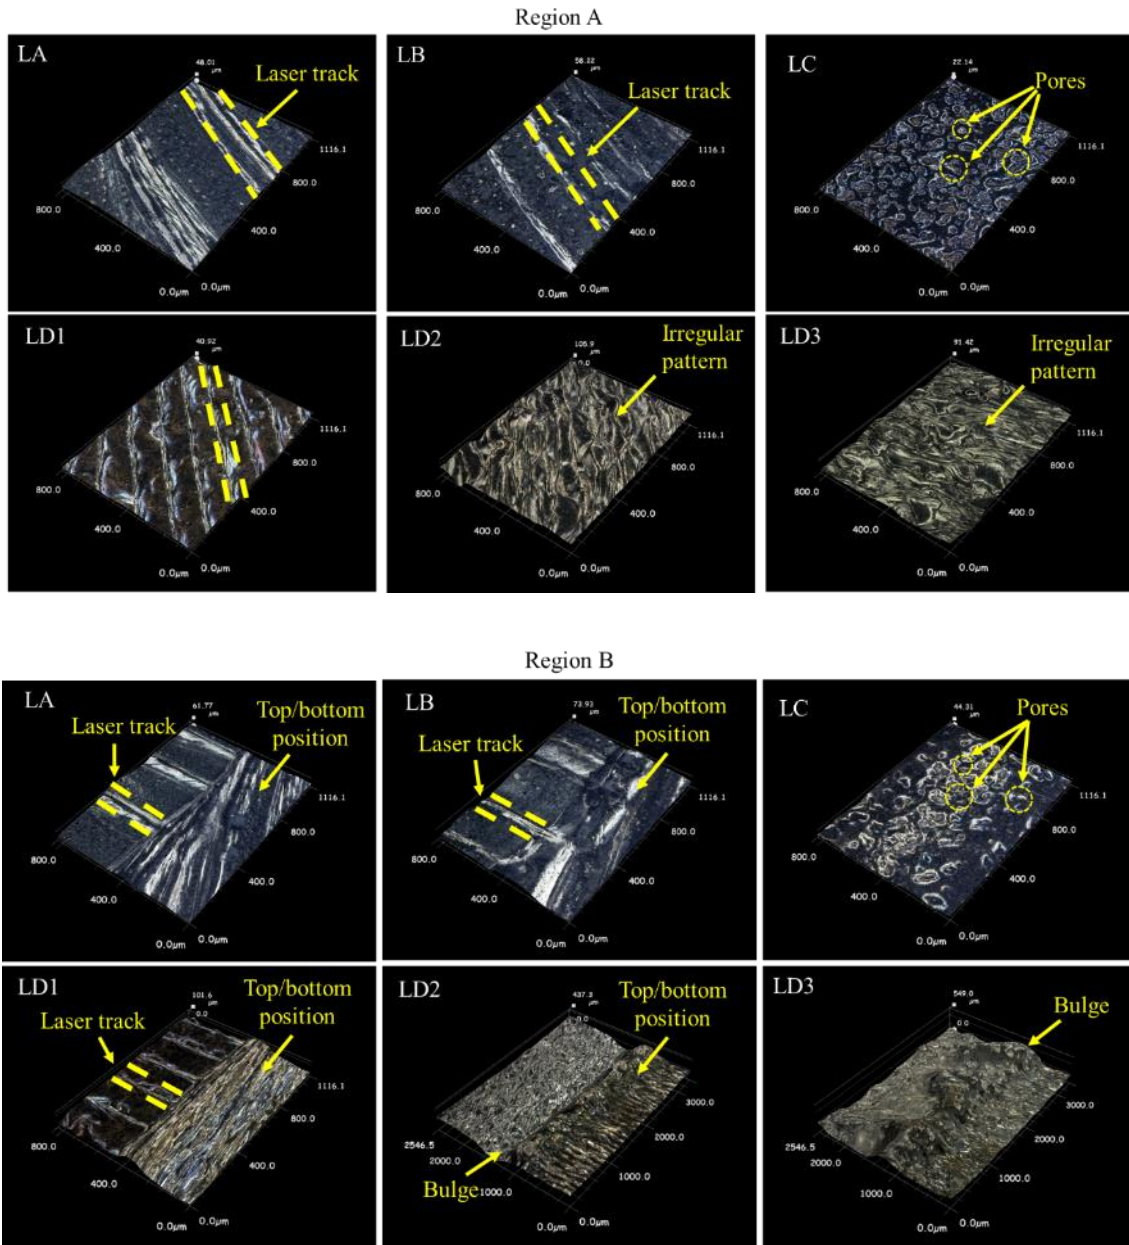 Region A
LA
48.01
μm
Laser track
1116.1
800.0
400.0
0.0μm
0.0μm
400.0
800.0
LB
58.22
μm
Laser track
1116.1
800.0
400.0
0.0μm
0.0μm
400.0
800.0
LC
22.14
μm
Pores
1116.1
800.0
400.0
0.0μm
0.0μm
400.0
800.0
LD1
40.92
μm
1116.1
800.0
400.0
0.0μm
0.0μm
400.0
800.0
LD2
Irregular
pattern
0.0
1116.1
800.0
400.0
0.0μm
0.0μm
400.0
800.0
LD3
91.42
μm
Irregular
pattern
1116.1
800.0
400.0
0.0μm
0.0μm
400.0
800.0
Region B
LA
61.77
μm
Laser track
Top/bottom
position
1116.1
800.0
400.0
0.0μm
0.0μm
400.0
800.0
LB
73.93
μm
Laser track
Top/bottom
position
1116.1
800.0
400.0
0.0μm
0.0μm
400.0
800.0
LC
44.31
μm
Pores
1116.1
800.0
400.0
0.0μm
0.0μm
400.0
800.0
LD1
101.6
μm
0.0
Laser track
Top/bottom
position
1116.1
800.0
400.0
0.0μm
0.0μm
400.0
800.0
LD2
437.3
μm
0.0
Top/bottom
position
3000.0
2000.0
1000.0
0.0μm
0.0μm
1000.0
2000.0
2546.5
Bulge
LD3
549.0
μm
0.0
Bulge
3000.0
2000.0
1000.0
0.0μm
0.0μm
1000.0
2000.0
2546.5